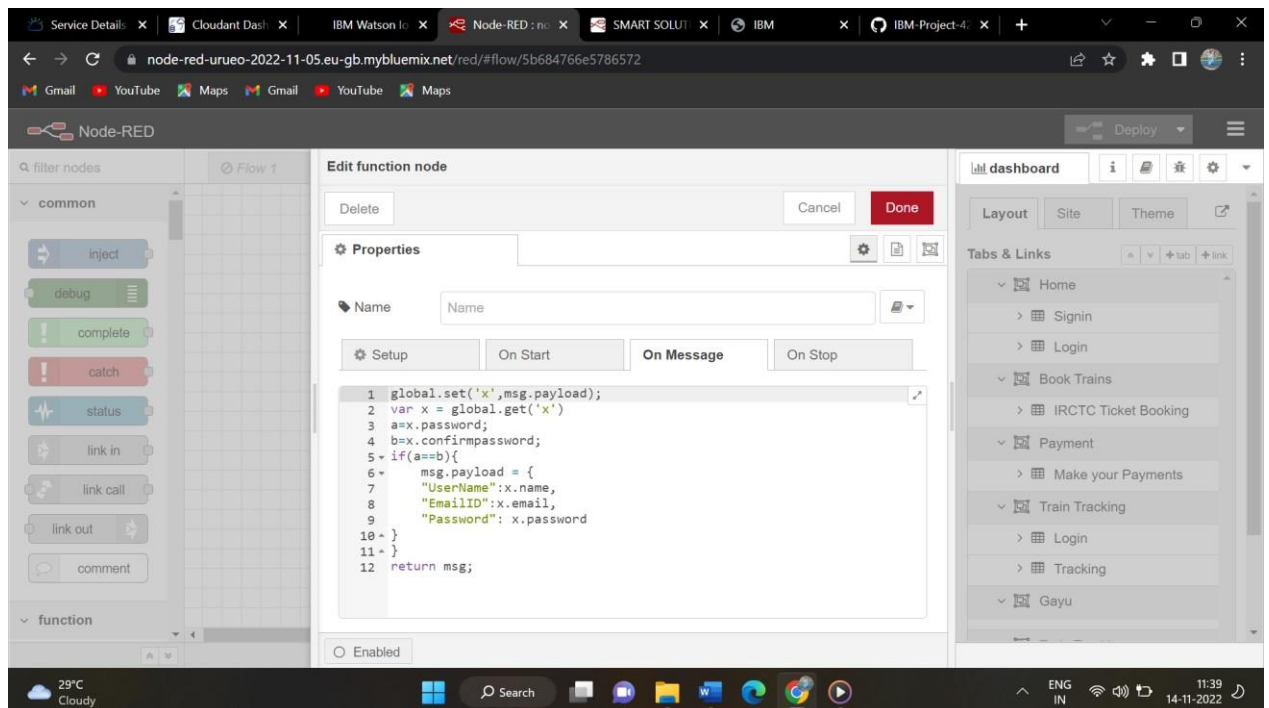 Service Details
Cloudant Dash
IBM Watson Io
Node-RED : no
SMART SOLUTI
IBM
IBM-Project-42
node-red-urueo-2022-11-05.eu-gb.mybluemix.net/red/#flow/5b684766e5786572
Gmail YouTube Maps Gmail YouTube Maps
Node-RED
Deploy
filter nodes
Flow 1
common
inject
debug
complete
catch
status
link in
link call
link out
comment
function
Edit function node
Delete
Cancel
Done
Properties
Name
Name
Setup
On Start
On Message
On Stop
1 global.set('x',msg.payload);
2 var x = global.get('x')
3 a=x.password;
4 b=x.confirmpassword;
5 if(a==b){
6 msg.payload = {
7 "UserName":x.name,
8 "EmailID":x.email,
9 "Password": x.password
10 }
11 }
12 return msg;
Enabled
dashboard
i
Layout
Site
Theme
Tabs & Links
+tab
+link
Home
Signin
Login
Book Trains
IRCTC Ticket Booking
Payment
Make your Payments
Train Tracking
Login
Tracking
Gayu
29°C
Cloudy
Search
ENG
IN
11:39
14-11-2022